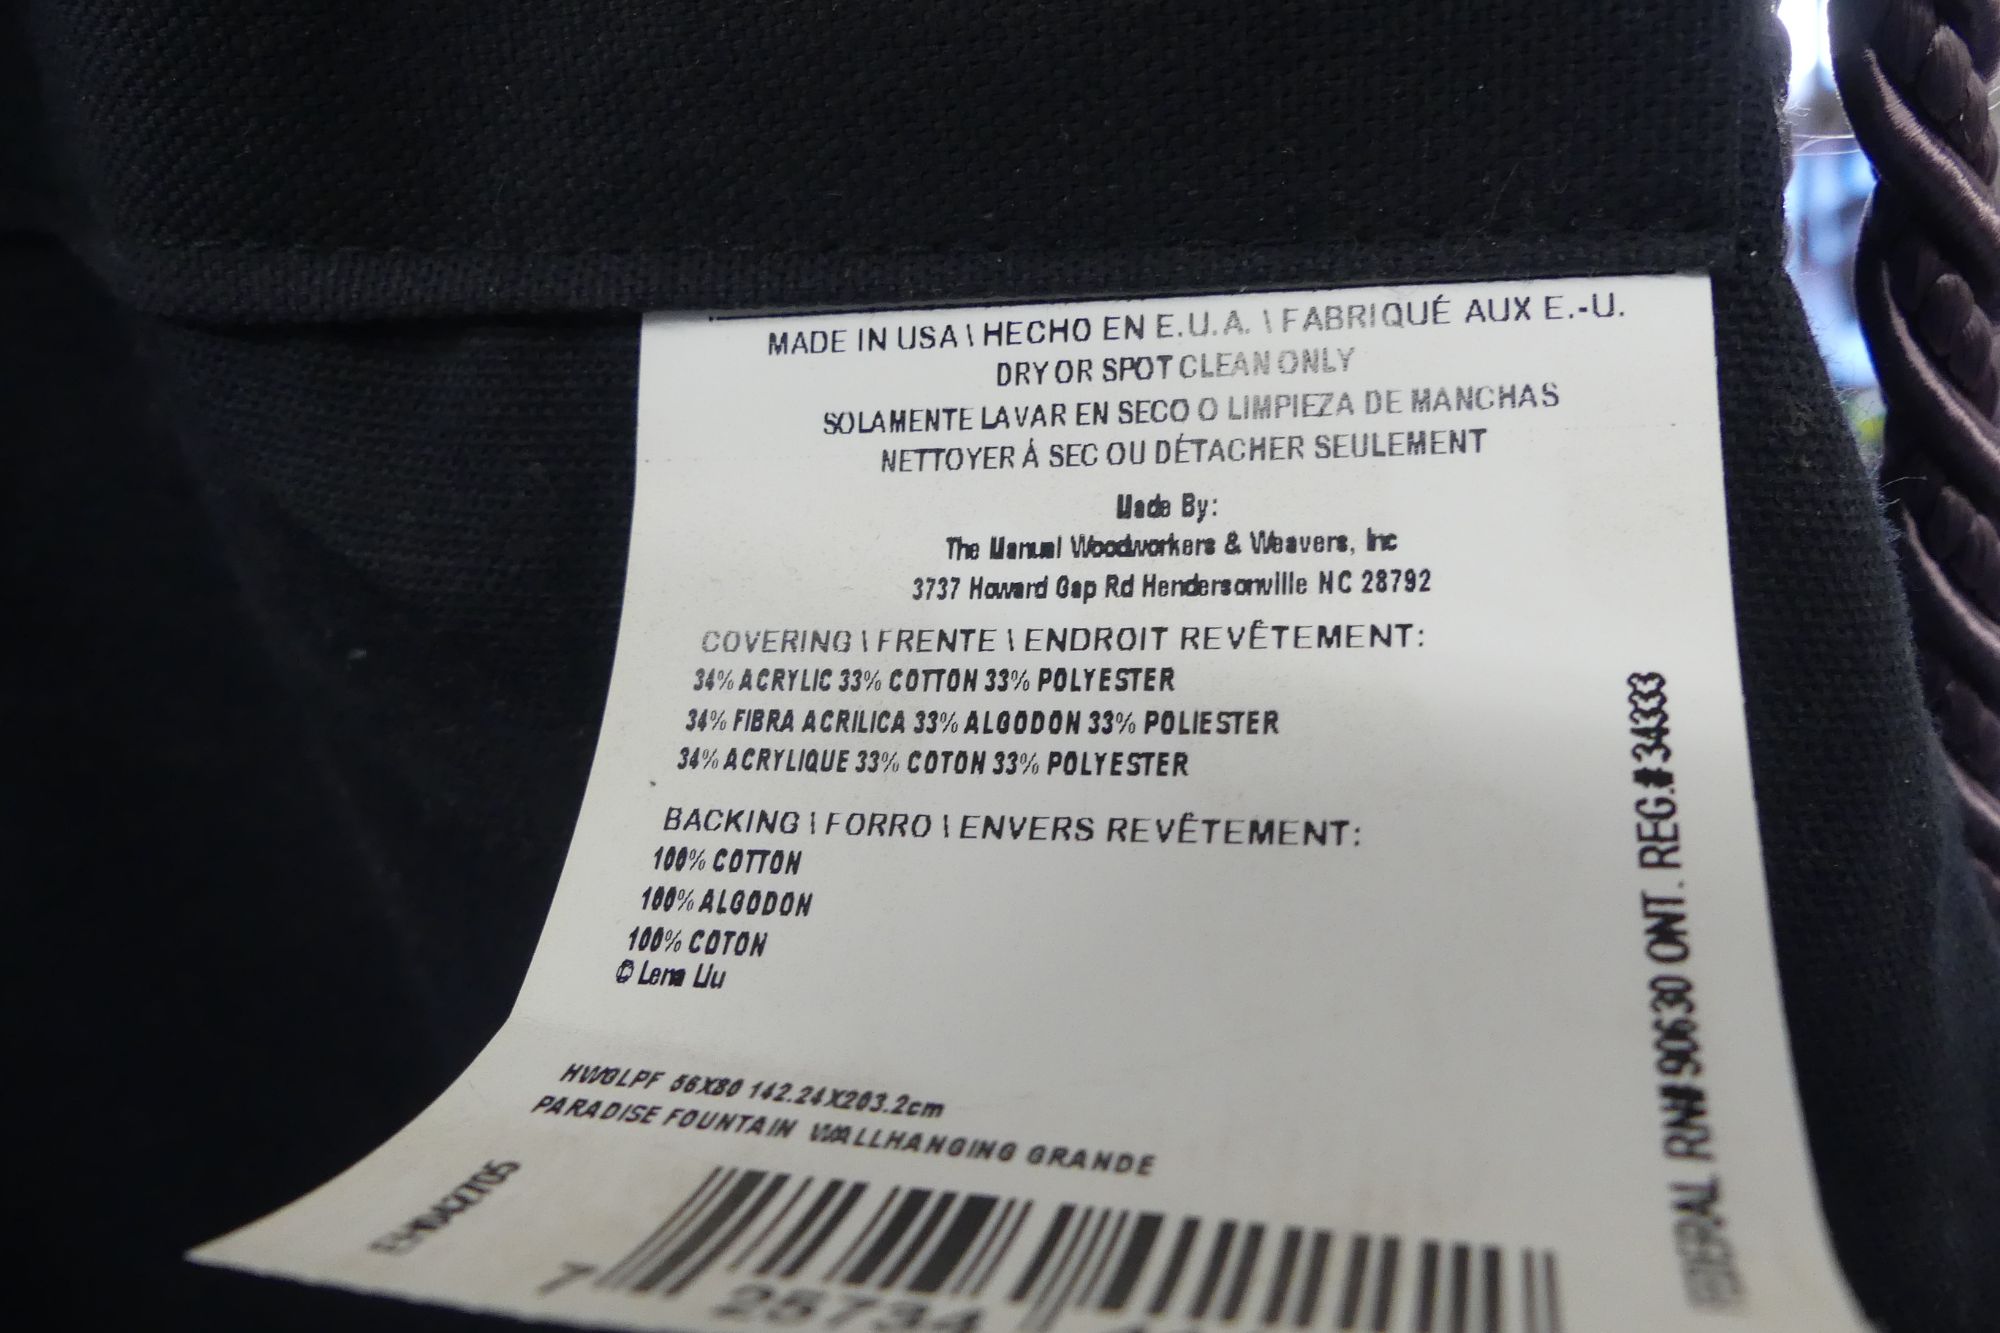 MADE IN USA \ HECHO EN E.U.A. \ FABRIQUÉ AUX E.-U.
DRY OR SPOT CLEAN ONLY
SOLAMENTE LAVAR EN SECO O LIMPIEZA DE MANCHAS
NETTOYER À SEC OU DÉTACHER SEULEMENT
Made By:
The Manual Woodworkers & Weavers, Inc
3737 Howard Gap Rd Hendersonville NC 28792
COVERING \ FRENTE \ ENDROIT REVÊTEMENT:
34% ACRYLIC 33% COTTON 33% POLYESTER
34% FIBRA ACRILICA 33% ALGODON 33% POLIESTER
34% ACRYLIQUE 33% COTON 33% POLYESTER
BACKING \ FORRO \ ENVERS REVÊTEMENT:
100% COTTON
100% ALGODON
100% COTON
© Lena Liu
HWGLPF 56X80 142.24X203.2cm
PARADISE FOUNTAIN WALLHANGING GRANDE
7 25734
FEDERAL RN# 90630 ONT. REG.# 34333